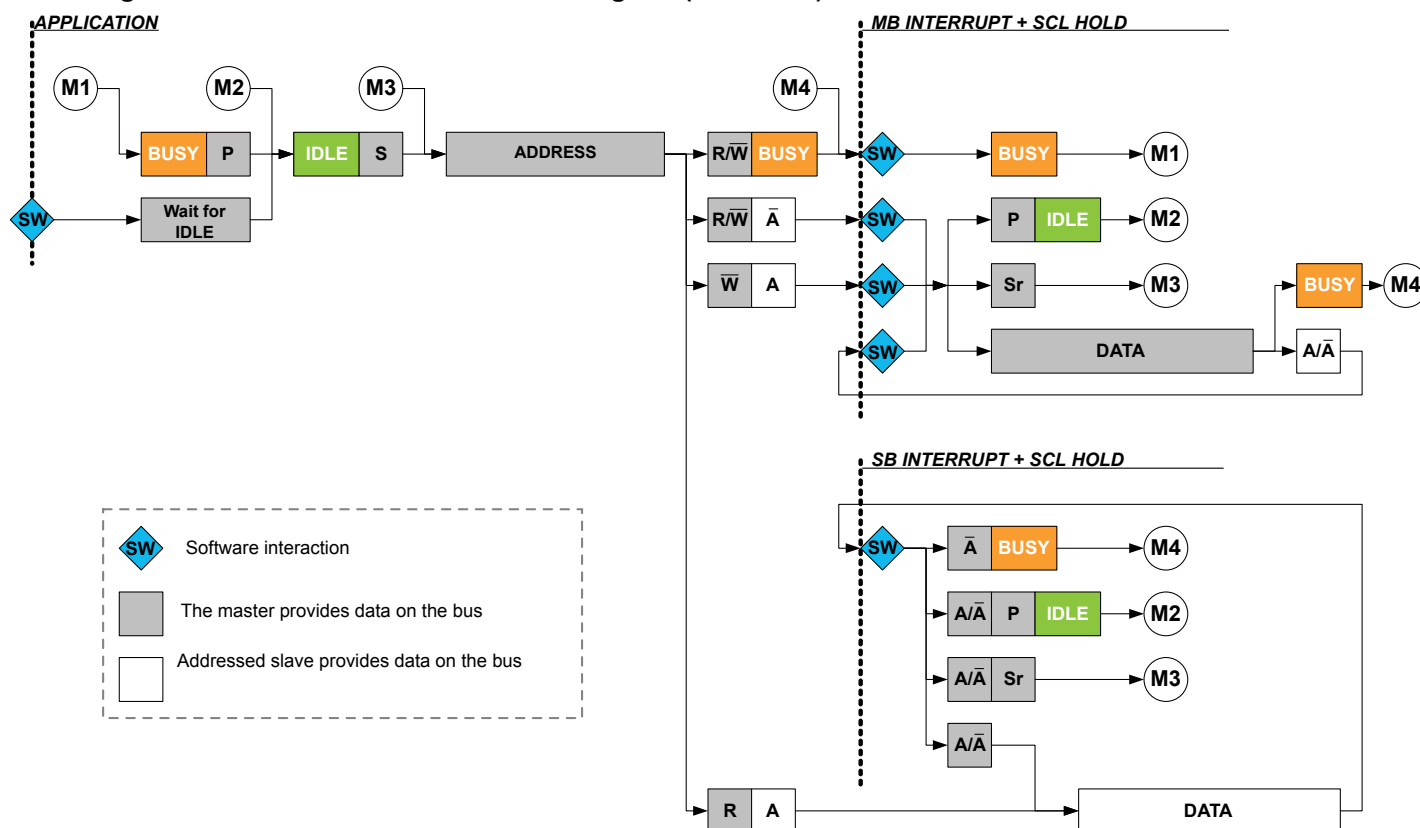 APPLICATION
MB INTERRUPT + SCL HOLD
M1
M2
M3
M4
BUSY P
IDLE S
ADDRESS
R/W̅ BUSY
SW
BUSY
M1
SW
Wait for
IDLE
R/W̅ A̅
SW
P IDLE
M2
W̅ A
SW
Sr
M3
BUSY
M4
SW
DATA
A/A̅
SB INTERRUPT + SCL HOLD
SW
Software interaction
The master provides data on the bus
Addressed slave provides data on the bus
SW
A̅ BUSY
M4
A/A̅ P IDLE
M2
A/A̅ Sr
M3
A/A̅
R A
DATA